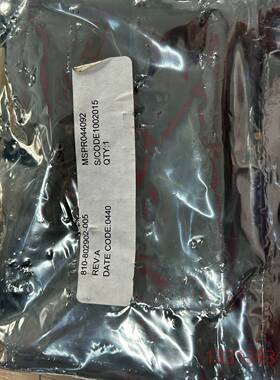 MSPR044092
S/CODE1002015
QTY:1
810-802902-005
REV:A
DATE CODE:0440